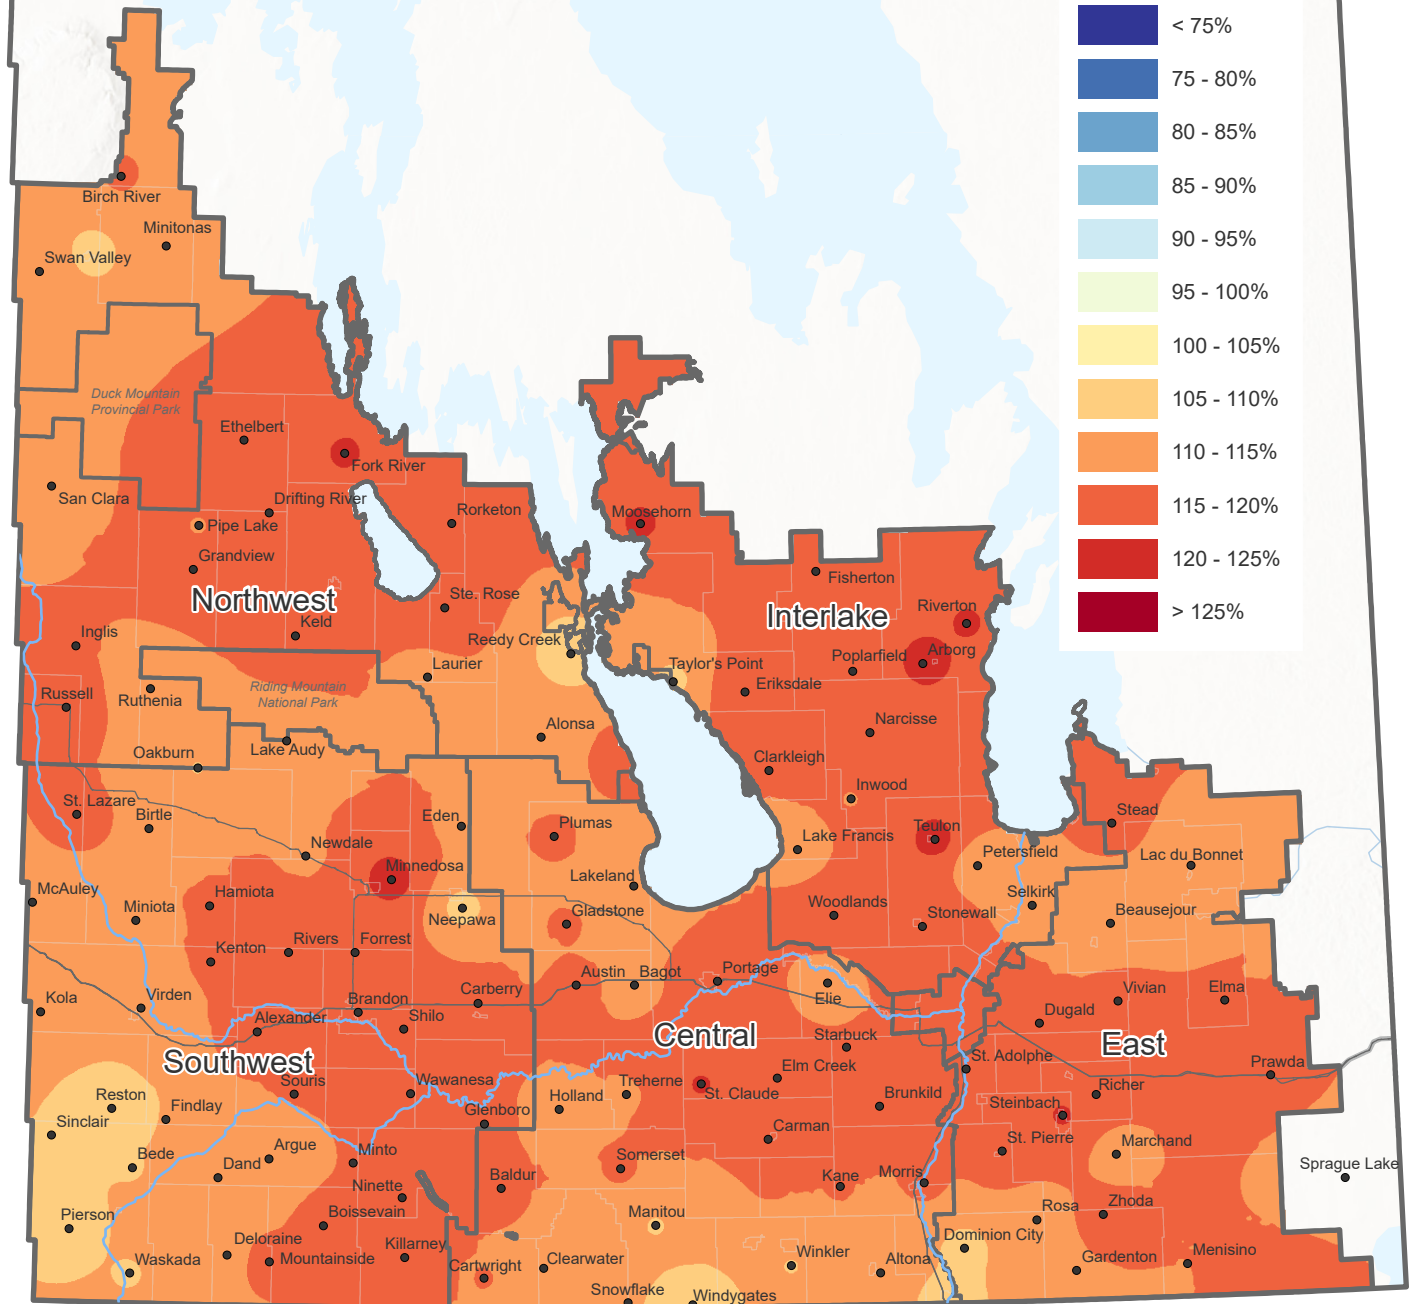 < 75%
75 - 80%
80 - 85%
85 - 90%
90 - 95%
95 - 100%
100 - 105%
105 - 110%
110 - 115%
115 - 120%
120 - 125%
> 125%
Birch River
Minitonas
Swan Valley
Duck Mountain
Provincial Park
Ethelbert
Fork River
San Clara
Drifting River
Rorketon
Moosehorn
Pipe Lake
Grandview
Fisherton
Northwest
Ste. Rose
Interlake
Riverton
Keld
Inglis
Reedy Creek
Laurier
Taylor's Point
Poplarfield
Arborg
Eriksdale
Russell
Ruthenia
Riding Mountain
National Park
Narcisse
Alonsa
Oakburn
Lake Audy
Clarkleigh
Inwood
St. Lazare
Birtle
Eden
Plumas
Lake Francis
Teulon
Stead
Newdale
Petersfield
Lac du Bonnet
Minnedosa
Lakeland
McAuley
Hamiota
Selkirk
Miniota
Neepawa
Gladstone
Woodlands
Stonewall
Beausejour
Kenton
Rivers
Forrest
Austin
Bagot
Portage
Elie
Vivian
Elma
Kola
Virden
Brandon
Carberry
Dugald
Alexander
Shilo
Central
Starbuck
East
Southwest
St. Adolphe
Prawda
Souris
Wawanesa
Treherne
St. Claude
Elm Creek
Richer
Reston
Findlay
Glenboro
Holland
Brunkild
Steinbach
Sinclair
Carman
St. Pierre
Marchand
Bede
Argue
Minto
Dand
Somerset
Sprague Lake
Ninette
Baldur
Kane
Morris
Pierson
Boissevain
Manitou
Rosa
Zhoda
Deloraine
Killarney
Dominion City
Waskada
Mountainside
Cartwright
Clearwater
Winkler
Altona
Gardenton
Menisino
Snowflake
Windygates